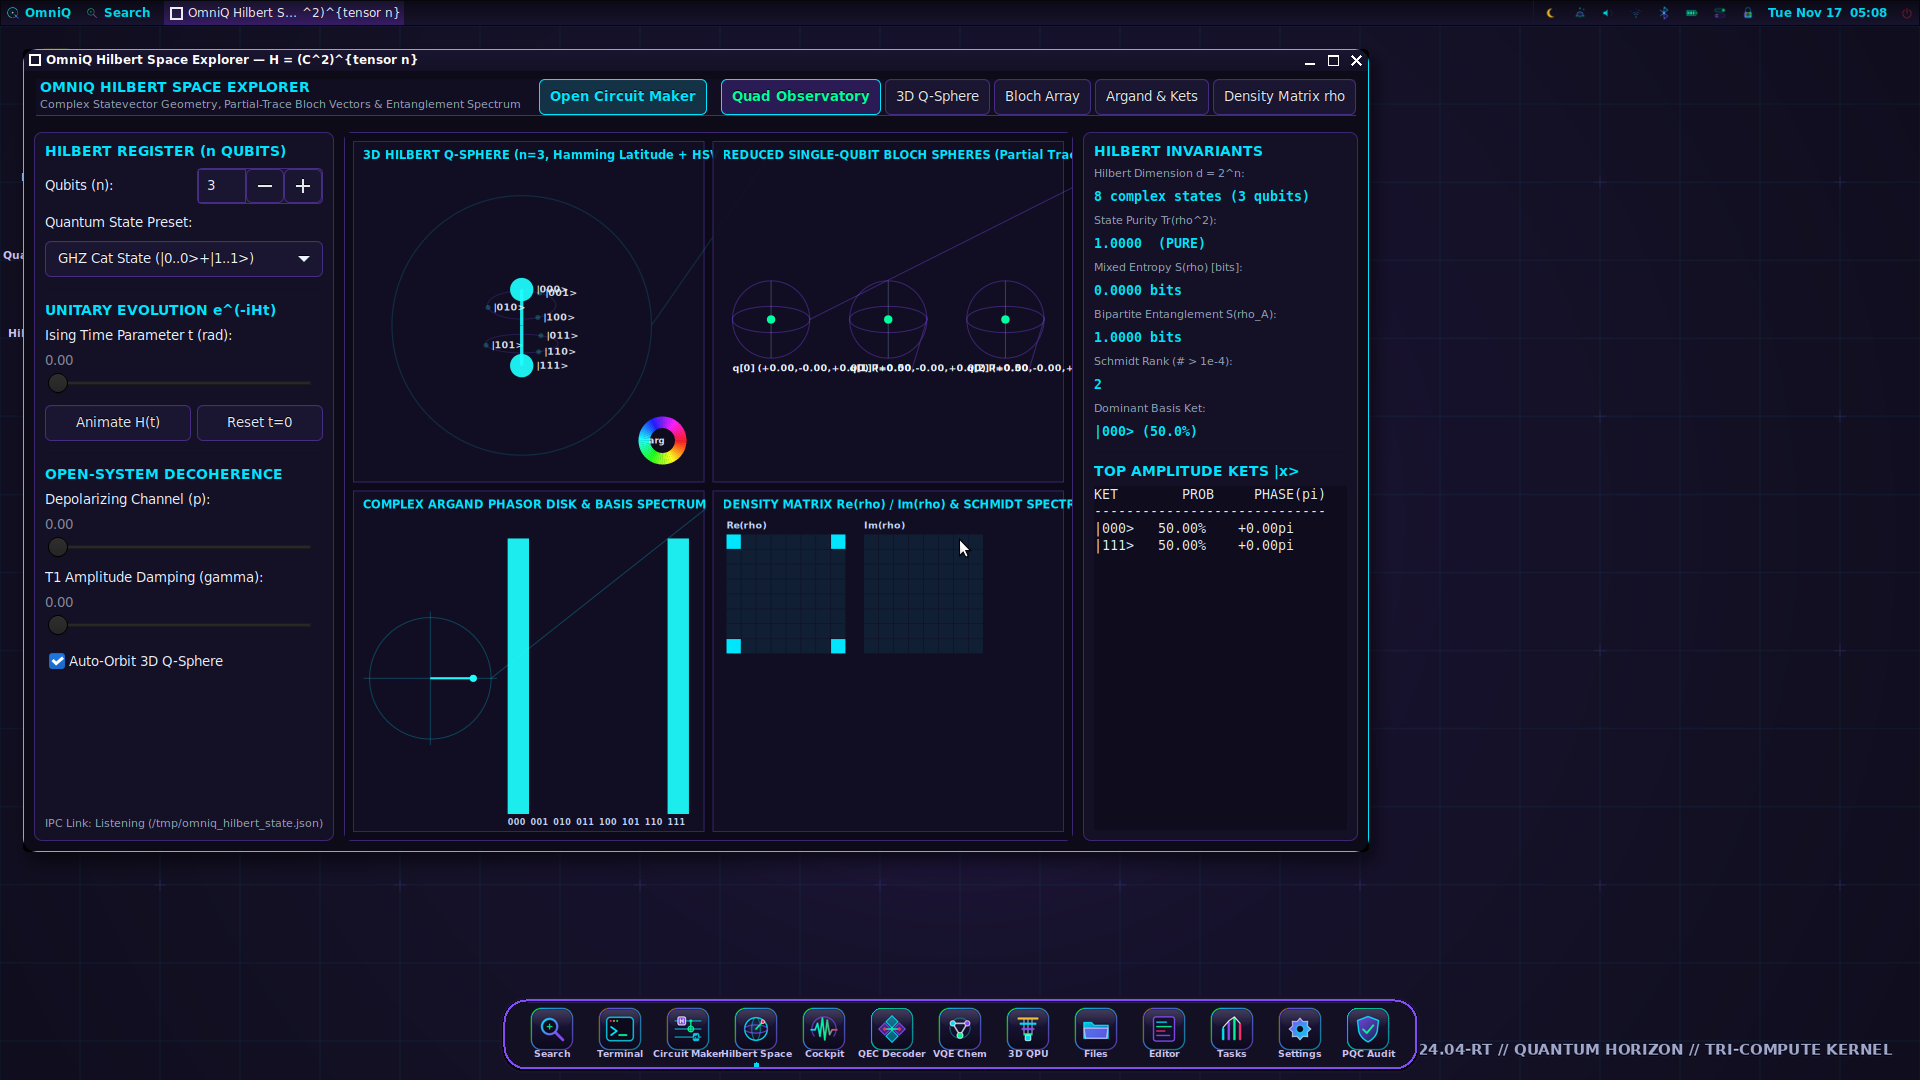 OmniQ
Search
OmniQ Hilbert S... ^2)^{tensor n}
Tue Nov 17 05:08
OmniQ Hilbert Space Explorer — H = (C^2)^{tensor n}
OMNIQ HILBERT SPACE EXPLORER
Complex Statevector Geometry, Partial-Trace Bloch Vectors & Entanglement Spectrum
Open Circuit Maker
Quad Observatory
3D Q-Sphere
Bloch Array
Argand & Kets
Density Matrix rho
HILBERT REGISTER (n QUBITS)
Qubits (n):
3
Quantum State Preset:
GHZ Cat State (|0..0>+|1..1>)
UNITARY EVOLUTION e^(-iHt)
Ising Time Parameter t (rad):
0.00
Animate H(t)
Reset t=0
OPEN-SYSTEM DECOHERENCE
Depolarizing Channel (p):
0.00
T1 Amplitude Damping (gamma):
0.00
Auto-Orbit 3D Q-Sphere
IPC Link: Listening (/tmp/omniq_hilbert_state.json)
3D HILBERT Q-SPHERE (n=3, Hamming Latitude + HSV
|000>
|001>
|010>
|100>
|011>
|101>
|110>
|111>
arg
REDUCED SINGLE-QUBIT BLOCH SPHERES (Partial Trac
q[0] (+0.00,-0.00,+0.
COMPLEX ARGAND PHASOR DISK & BASIS SPECTRUM
000 001 010 011 100 101 110 111
DENSITY MATRIX Re(rho) / Im(rho) & SCHMIDT SPECTR
Re(rho)
Im(rho)
HILBERT INVARIANTS
Hilbert Dimension d = 2^n:
8 complex states (3 qubits)
State Purity Tr(rho^2):
1.0000 (PURE)
Mixed Entropy S(rho) [bits]:
0.0000 bits
Bipartite Entanglement S(rho_A):
1.0000 bits
Schmidt Rank (# > 1e-4):
2
Dominant Basis Ket:
|000> (50.0%)
TOP AMPLITUDE KETS |x>
KET PROB PHASE(pi)
----------------------------
|000> 50.00% +0.00pi
|111> 50.00% +0.00pi
Qua
Hil
Search
Terminal
Circuit Maker
Hilbert Space
Cockpit
QEC Decoder
VQE Chem
3D QPU
Files
Editor
Tasks
Settings
PQC Audit
24.04-RT // QUANTUM HORIZON // TRI-COMPUTE KERNEL